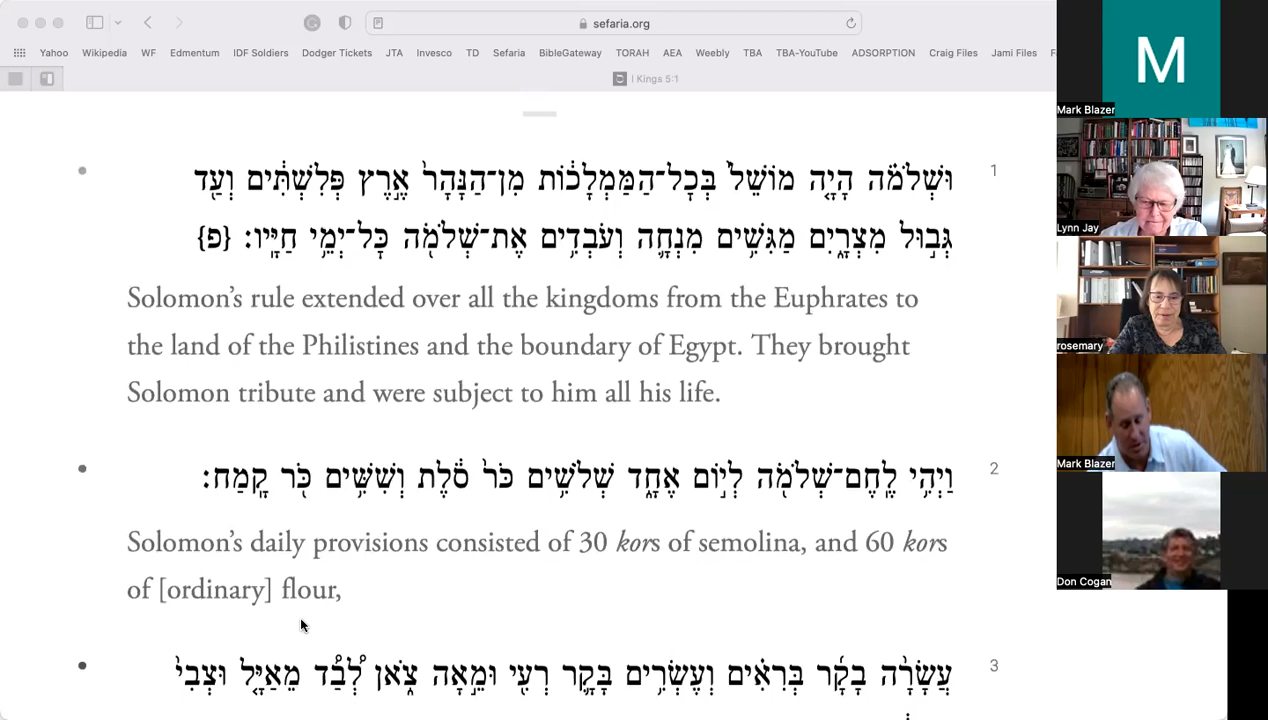 sefaria.org
Yahoo Wikipedia WF Edmentum IDF Soldiers Dodger Tickets JTA Invesco TD Sefaria BibleGateway TORAH AEA Weebly TBA TBA-YouTube ADSORPTION Craig Files Jami Files
I Kings 5:1
1
וּשְׁלֹמֹ֗ה הָיָ֤ה מוֹשֵׁל֙ בְּכׇל־הַמַּמְלָכ֔וֹת מִן־הַנָּהָר֙ אֶ֣רֶץ פְּלִשְׁתִּ֔ים וְעַ֖ד
גְּב֣וּל מִצְרָ֑יִם מַגִּשִׁ֥ים מִנְחָ֛ה וְעֹבְדִ֥ים אֶת־שְׁלֹמֹ֖ה כׇּל־יְמֵ֥י חַיָּֽיו׃ {פ}
Solomon’s rule extended over all the kingdoms from the Euphrates to
the land of the Philistines and the boundary of Egypt. They brought
Solomon tribute and were subject to him all his life.
2
וַיְהִ֥י לֶֽחֶם־שְׁלֹמֹ֖ה לְי֣וֹם אֶחָ֑ד שְׁלֹשִׁ֥ים כֹּר֙ סֹ֔לֶת וְשִׁשִּׁ֥ים כֹּ֖ר קָֽמַח׃
Solomon’s daily provisions consisted of 30 kors of semolina, and 60 kors
of [ordinary] flour,
3
עֲשָׂרָ֨ה בָקָ֜ר בְּרִאִ֗ים וְעֶשְׂרִ֥ים בָּקָ֛ר רְעִ֖י וּמֵ֣אָה צֹ֑אן לְ֠בַ֠ד מֵֽאַיָּ֤ל וּצְבִי֙
M
Mark Blazer
Lynn Jay
rosemary
Mark Blazer
Don Cogan